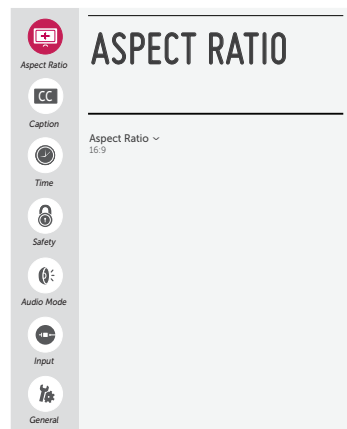 Aspect Ratio
CC
Caption
Time
Safety
Audio Mode
Input
General
ASPECT RATIO
Aspect Ratio
16:9